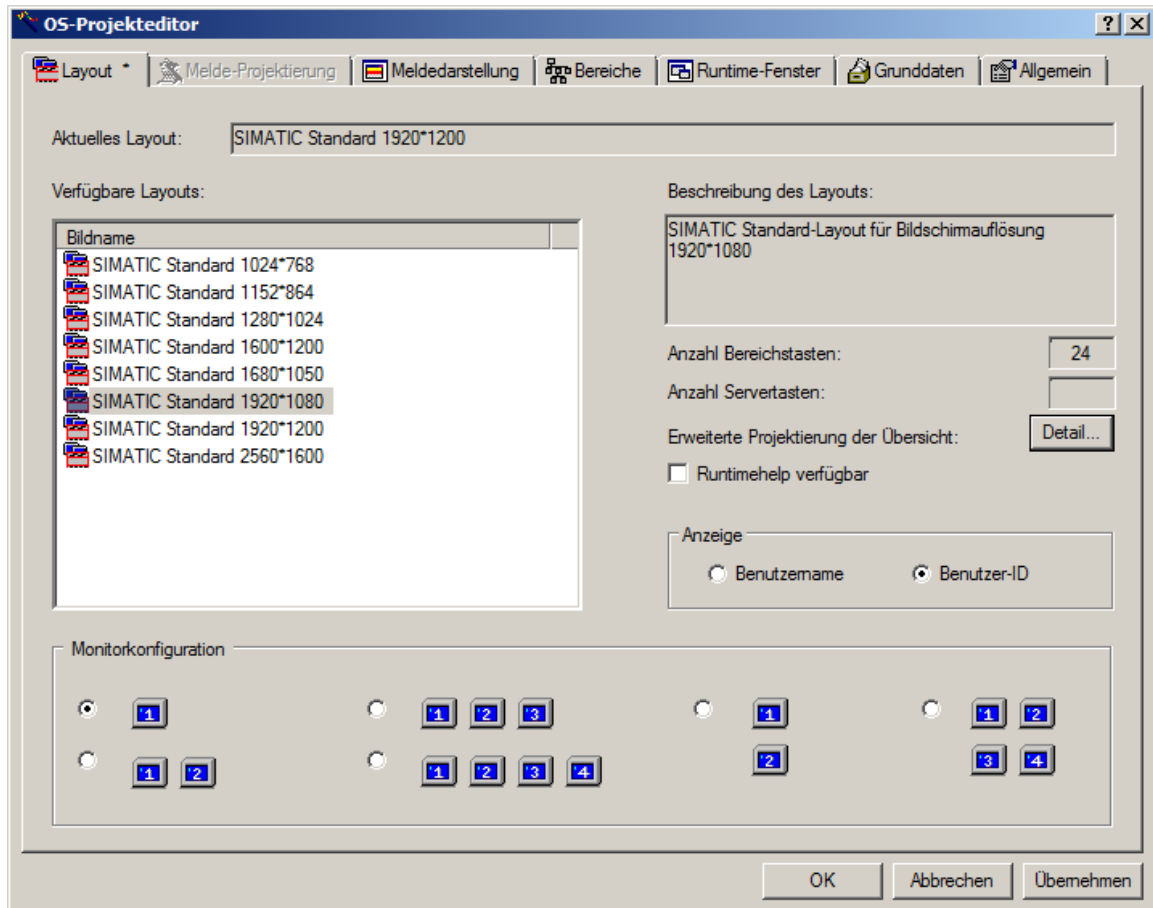 OS-Projekteditor
Layout *
Melde-Projektierung
Meldedarstellung
Bereiche
Runtime-Fenster
Grunddaten
Allgemein
Aktuelles Layout:
SIMATIC Standard 1920*1200
Verfügbare Layouts:
Bildname
SIMATIC Standard 1024*768
SIMATIC Standard 1152*864
SIMATIC Standard 1280*1024
SIMATIC Standard 1600*1200
SIMATIC Standard 1680*1050
SIMATIC Standard 1920*1080
SIMATIC Standard 1920*1200
SIMATIC Standard 2560*1600
Beschreibung des Layouts:
SIMATIC Standard-Layout für Bildschirmauflösung
1920*1080
Anzahl Bereichstasten:
24
Anzahl Servertasten:
Erweiterte Projektierung der Übersicht:
Detail...
Runtimehelp verfügbar
Anzeige
Benutzername
Benutzer-ID
Monitorkonfiguration
1
1 2 3
1
2
1 2
3 4
1 2
1 2 3 4
OK
Abbrechen
Übernehmen